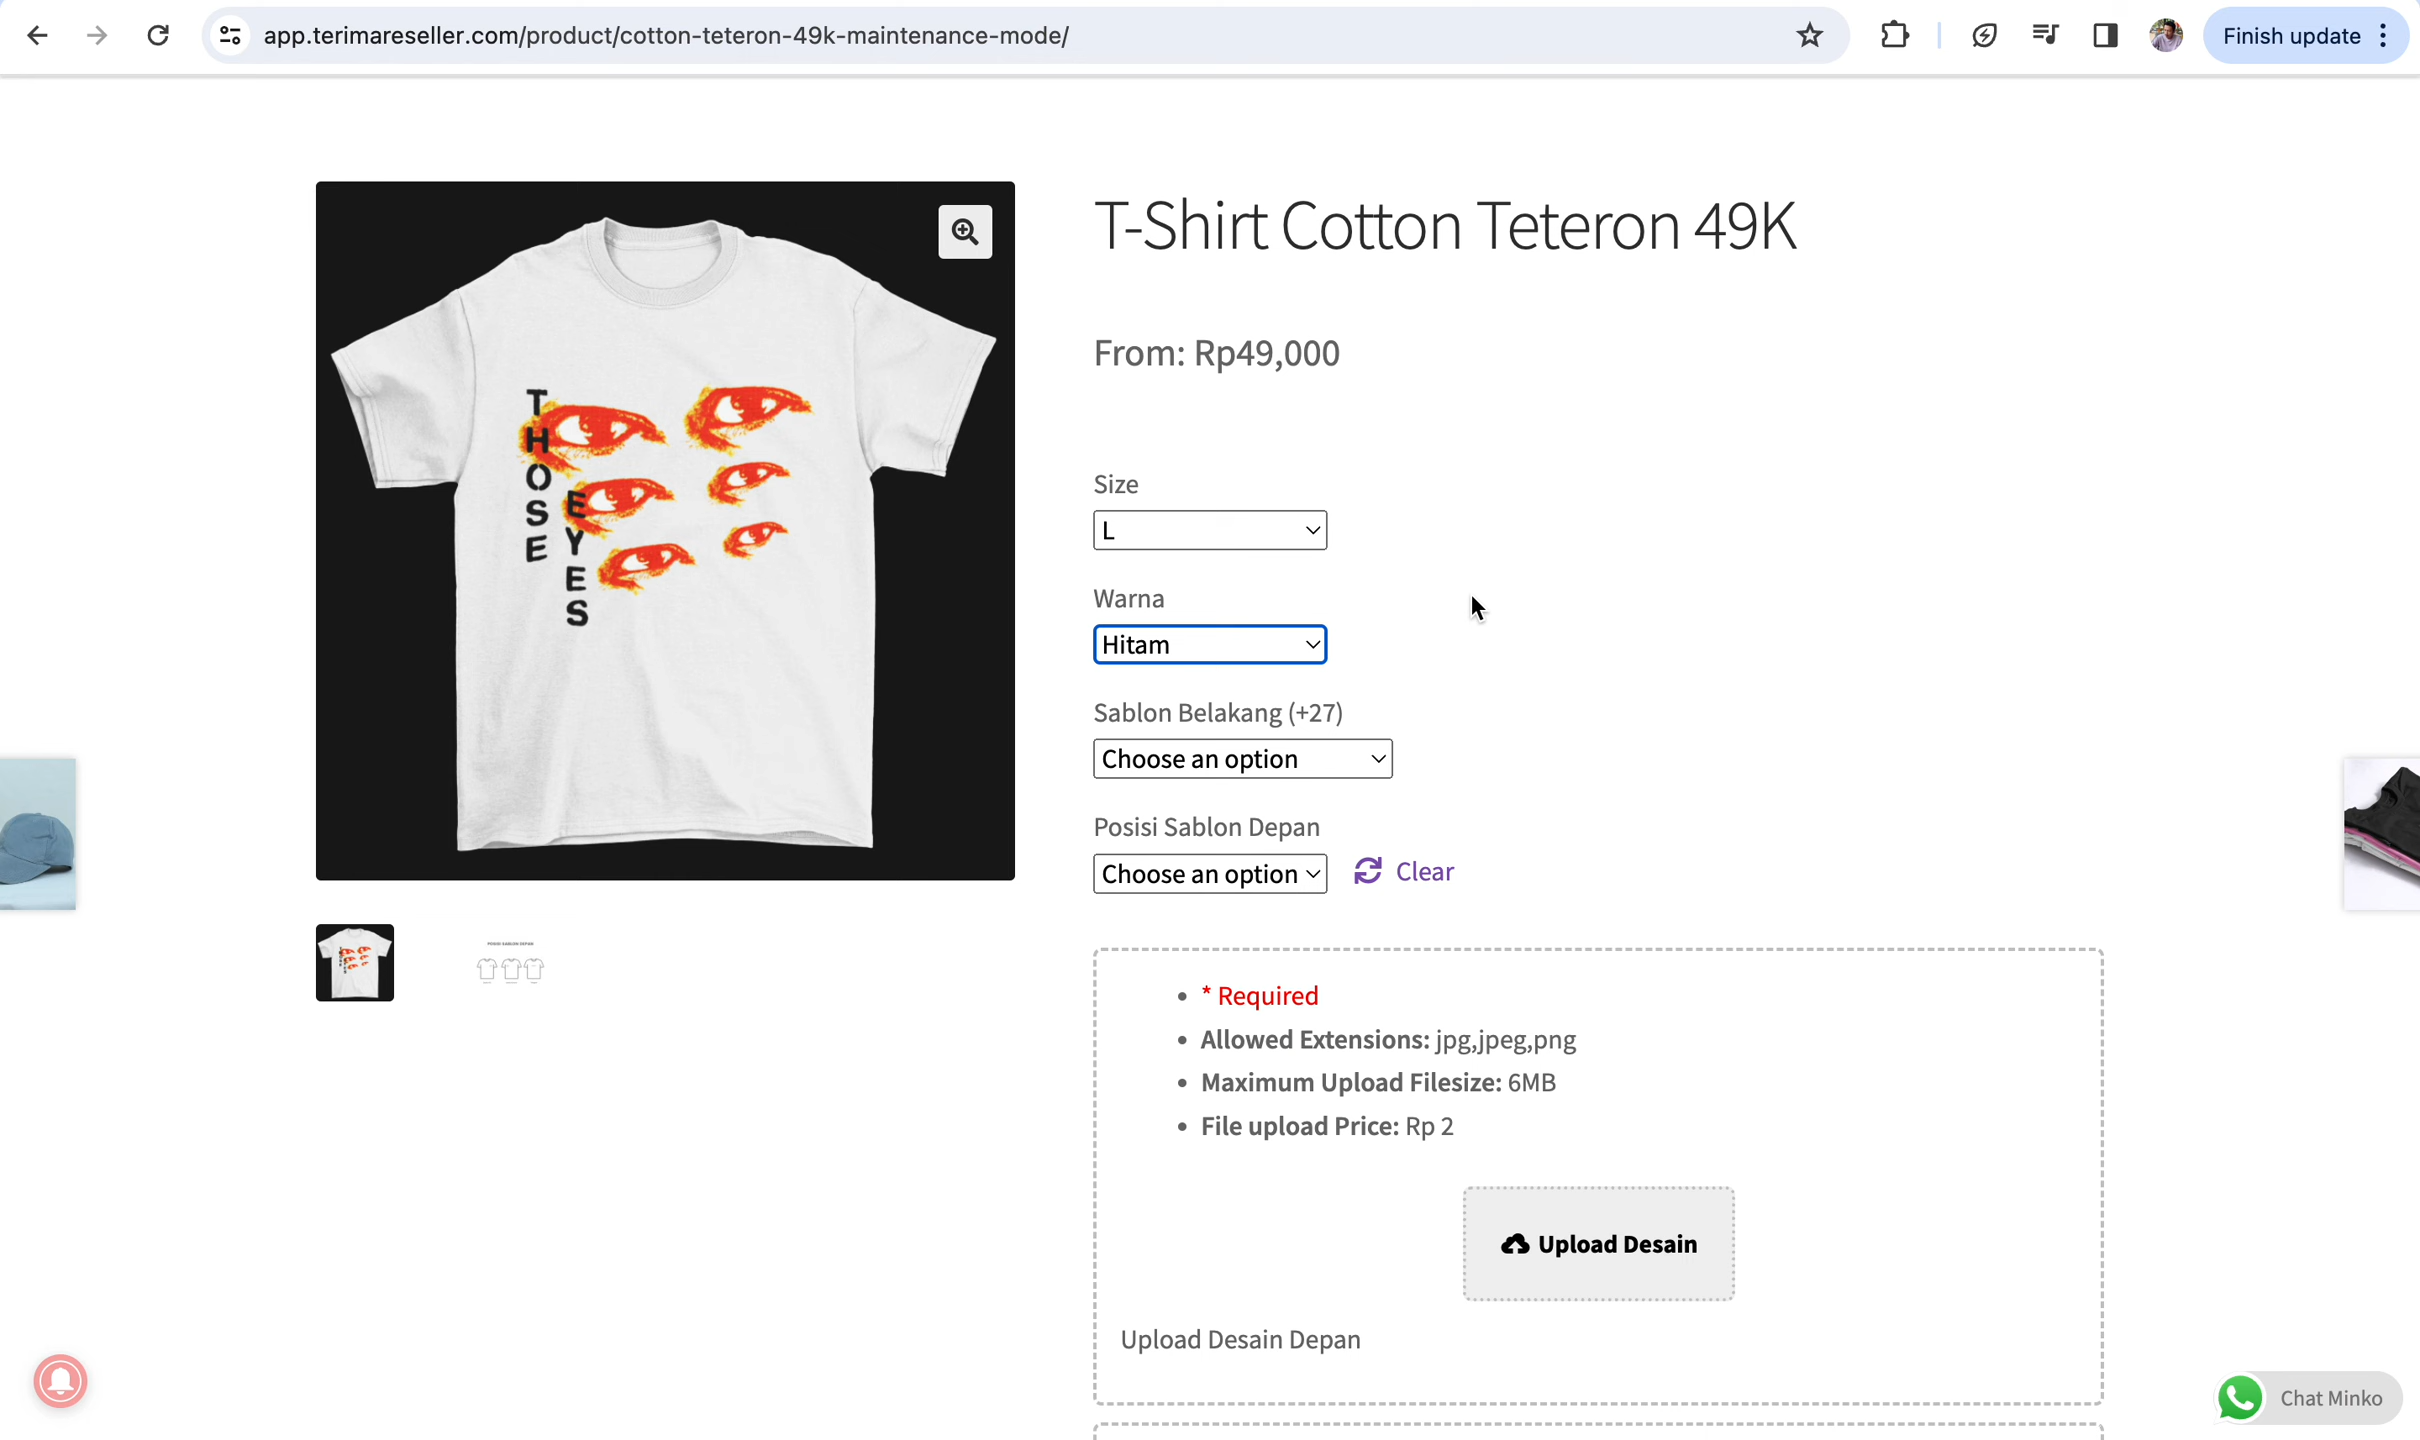 app.terimareseller.com/product/cotton-teteron-49k-maintenance-mode/
Finish update
T-Shirt Cotton Teteron 49K
From: Rp49,000
THOSE
EYES
Size
L
Warna
Hitam
Sablon Belakang (+27)
Choose an option
Posisi Sablon Depan
Choose an option
Clear
POSISI SABLON DEPAN
* Required
Allowed Extensions: jpg,jpeg,png
Maximum Upload Filesize: 6MB
File upload Price: Rp 2
Upload Desain
Upload Desain Depan
Chat Minko